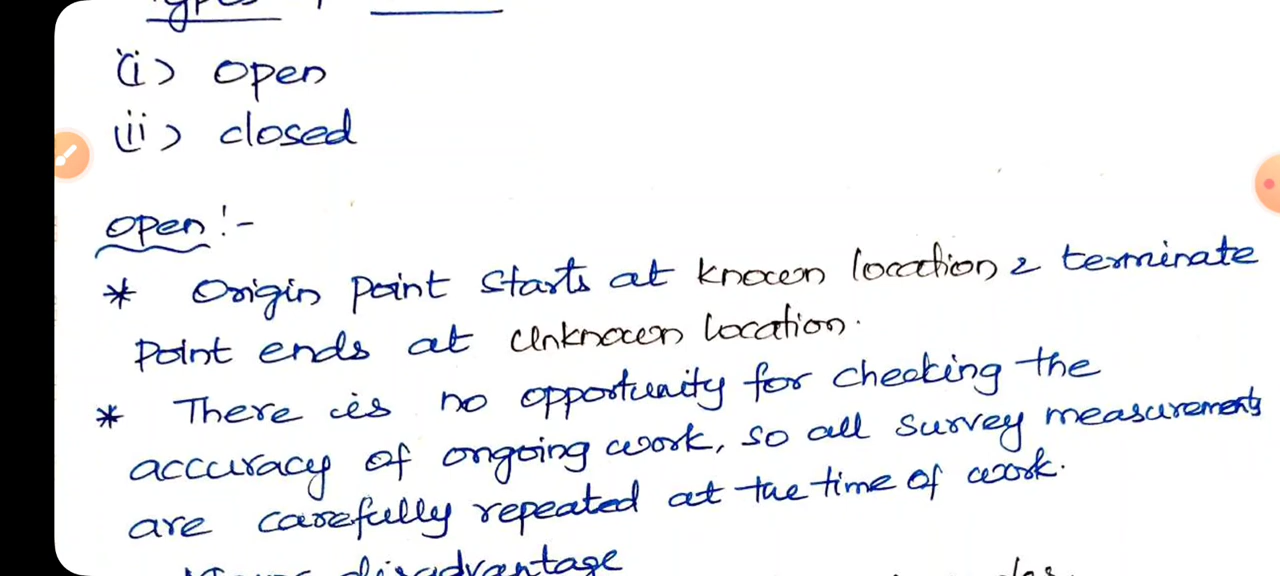 Types
(i) open
(ii) closed
open :-
* Origin point starts at known location & terminate
point ends at unknown location.
* There is no opportunity for checking the
accuracy of ongoing work, so all survey measurements
are carefully repeated at the time of work.
disadvantage